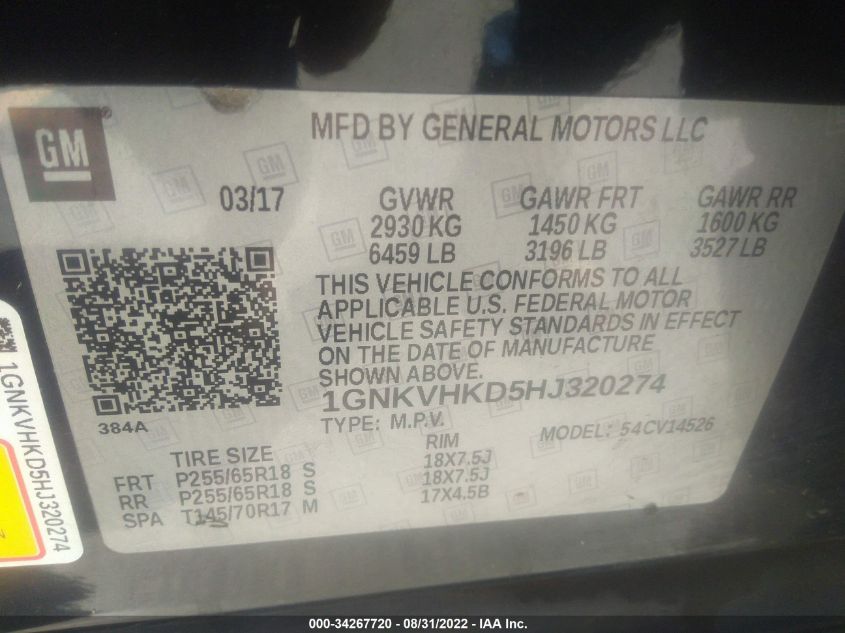 GM
MFD BY GENERAL MOTORS LLC
03/17 GVWR GAWR FRT GAWR RR
2930 KG 1450 KG 1600 KG
6459 LB 3196 LB 3527 LB
THIS VEHICLE CONFORMS TO ALL
APPLICABLE U.S. FEDERAL MOTOR
VEHICLE SAFETY STANDARDS IN EFFECT
ON THE DATE OF MANUFACTURE
SHOWN ABOVE.
1GNKVHKD5HJ320274
384A
TYPE: M.P.V. MODEL: 54CV14526
TIRE SIZE RIM
FRT P255/65R18 S 18X7.5J
RR P255/65R18 S 18X7.5J
SPA T145/70R17 M 17X4.5B
1GNKVHKD5HJ320274
000-34267720 - 08/31/2022 - IAA Inc.